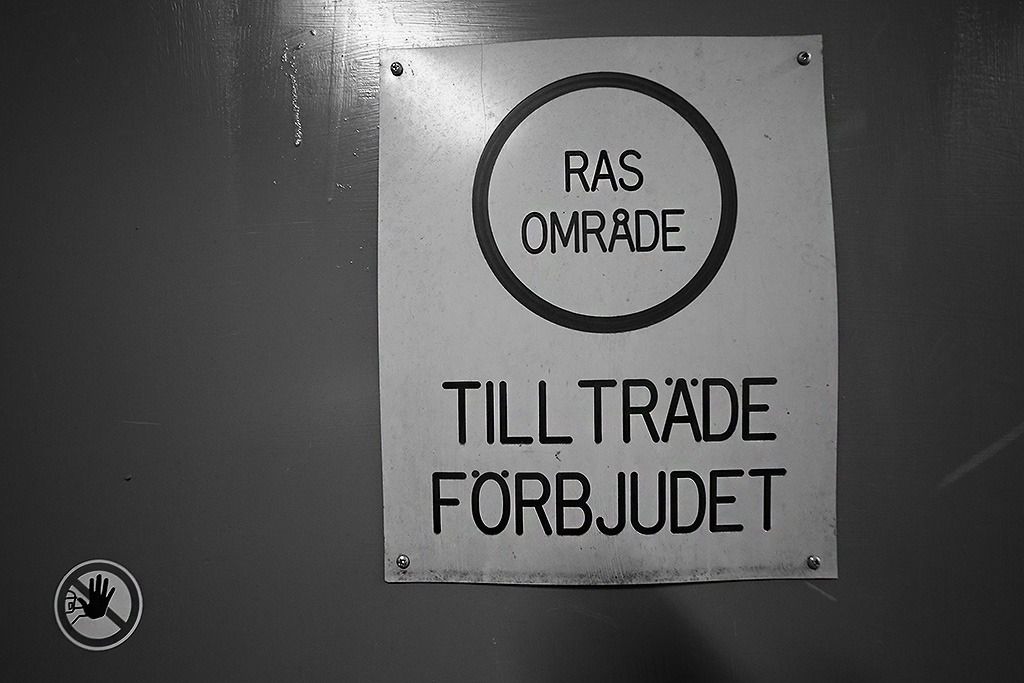 RAS
OMRÅDE
TILLTRÄDE
FÖRBJUDET